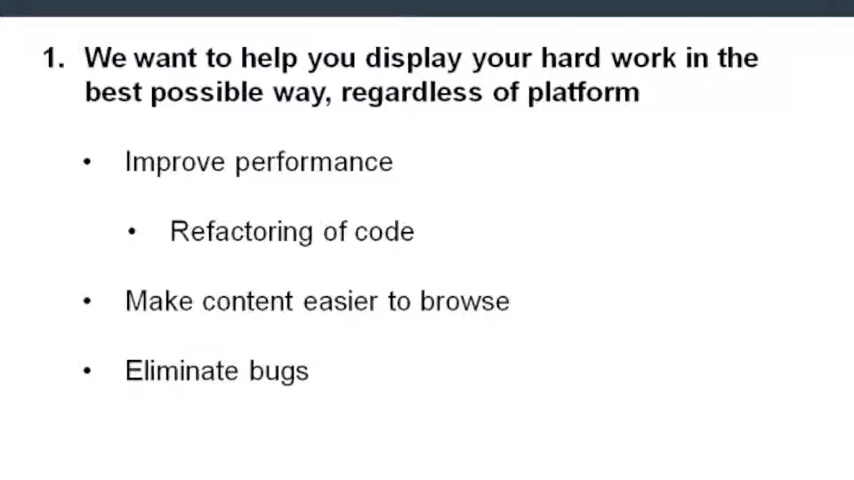 1. We want to help you display your hard work in the
best possible way, regardless of platform
• Improve performance
• Refactoring of code
• Make content easier to browse
• Eliminate bugs